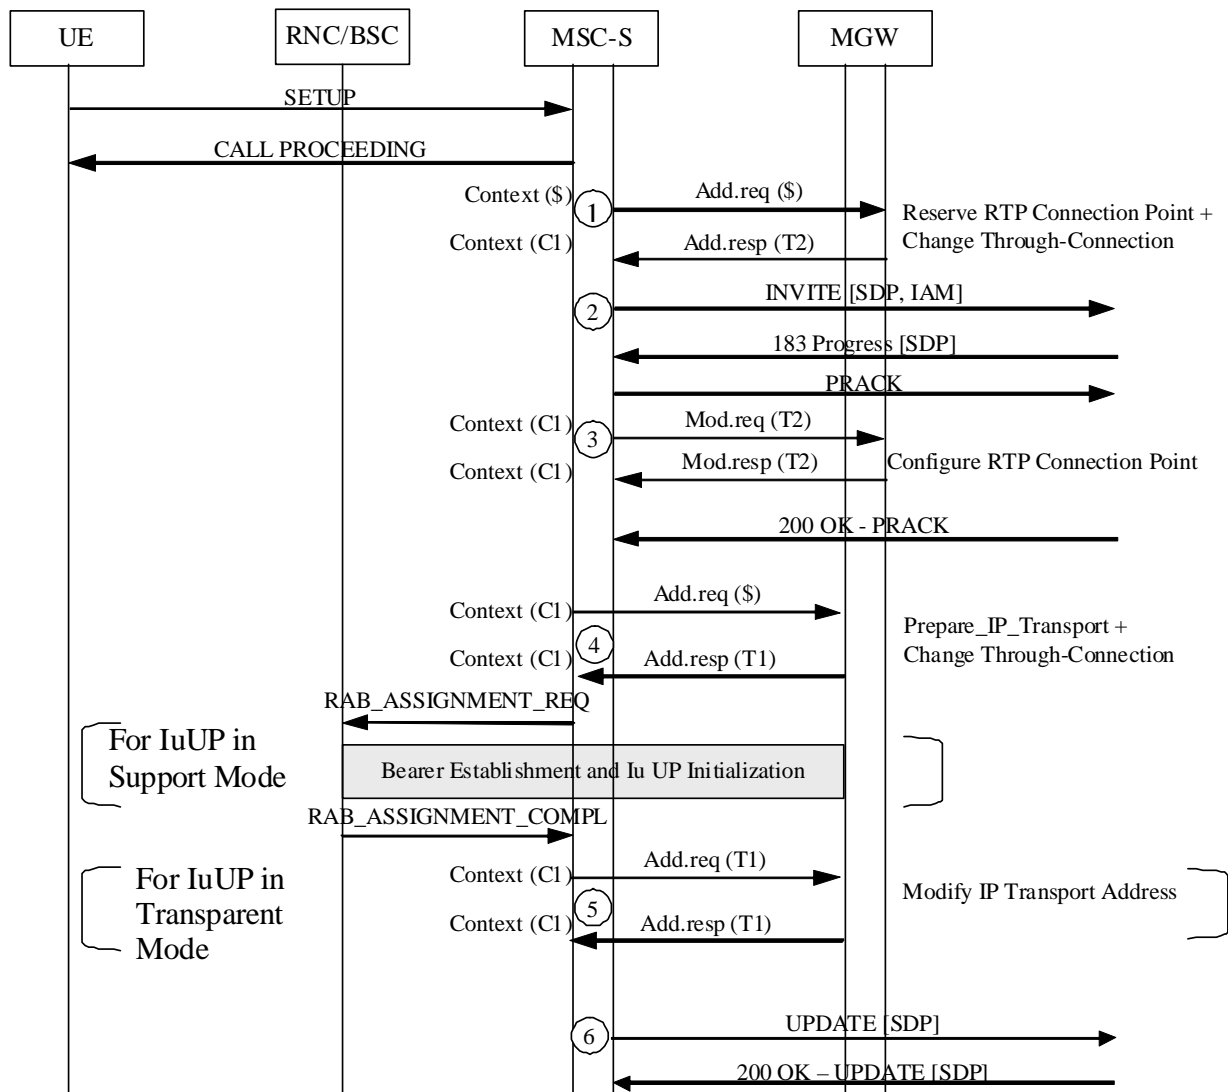 UE
RNC/BSC
MSC-S
MGW
SETUP
CALL PROCEEDING
Context ($)
1
Add.req ($)
Reserve RTP Connection Point +
Change Through-Connection
Context (C1)
Add.resp (T2)
INVITE [SDP, IAM]
2
183 Progress [SDP]
PRACK
Context (C1)
3
Mod.req (T2)
Context (C1)
Mod.resp (T2)
Configure RTP Connection Point
200 OK - PRACK
Context (C1)
Add.req ($)
4
Prepare_IP_Transport +
Change Through-Connection
Context (C1)
Add.resp (T1)
RAB_ASSIGNMENT_REQ
For IuUP in
Support Mode
Bearer Establishment and Iu UP Initialization
RAB_ASSIGNMENT_COMPL
For IuUP in
Transparent
Mode
Context (C1)
Add.req (T1)
Modify IP Transport Address
5
Context (C1)
Add.resp (T1)
6
UPDATE [SDP]
200 OK – UPDATE [SDP]